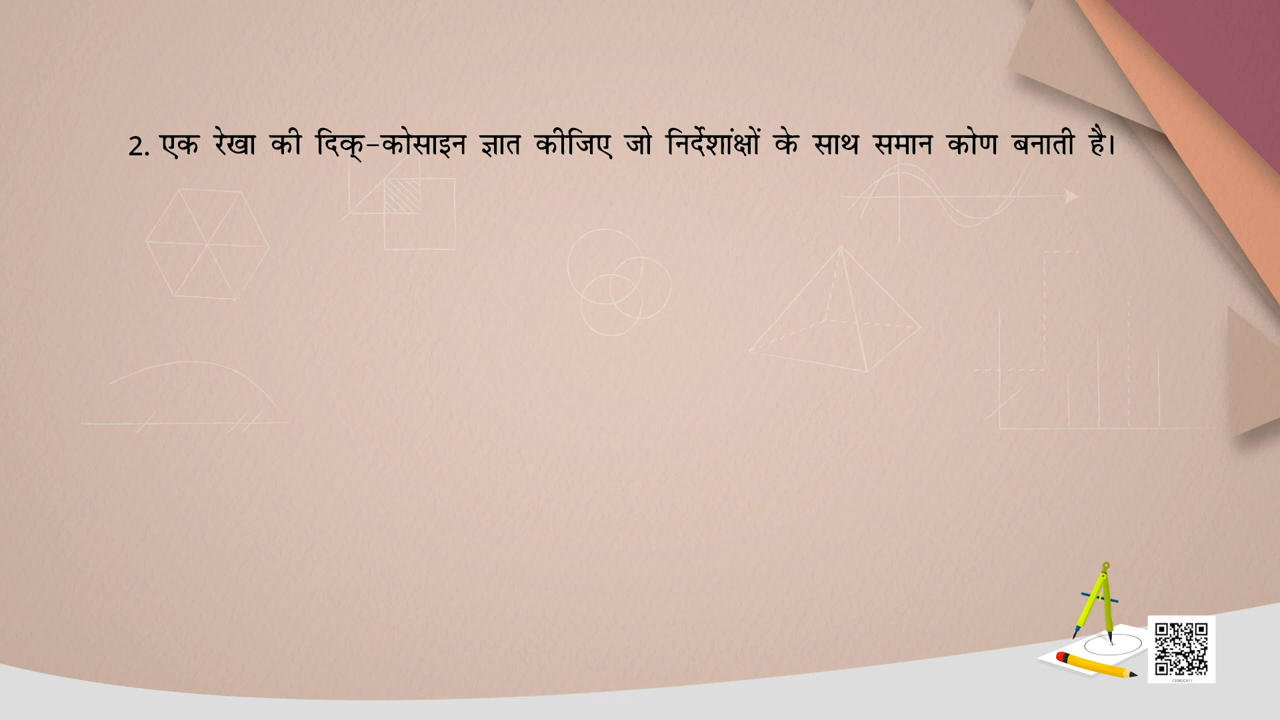 2. एक रेखा की दिक्-कोसाइन ज्ञात कीजिए जो निर्देशांक्षों के साथ समान कोण बनाती है।